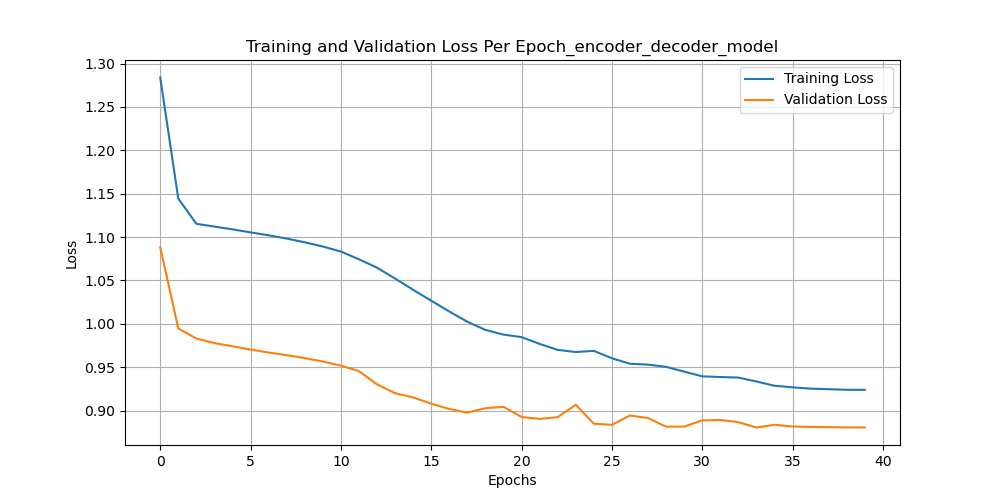 Training and Validation Loss Per Epoch_encoder_decoder_model
Training Loss
Validation Loss
Loss
1.30
1.25
1.20
1.15
1.10
1.05
1.00
0.95
0.90
0 5 10 15 20 25 30 35 40
Epochs